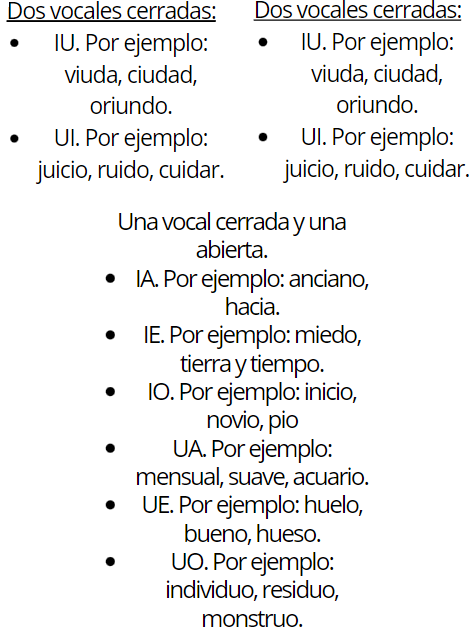 Dos vocales cerradas:
• IU. Por ejemplo:
viuda, ciudad,
oriundo.
• UI. Por ejemplo:
juicio, ruido, cuidar.
Dos vocales cerradas:
• IU. Por ejemplo:
viuda, ciudad,
oriundo.
• UI. Por ejemplo:
juicio, ruido, cuidar.
Una vocal cerrada y una
abierta.
• IA. Por ejemplo: anciano,
hacia.
• IE. Por ejemplo: miedo,
tierra y tiempo.
• IO. Por ejemplo: inicio,
novio, pio
• UA. Por ejemplo:
mensual, suave, acuario.
• UE. Por ejemplo: huelo,
bueno, hueso.
• UO. Por ejemplo:
individuo, residuo,
monstruo.